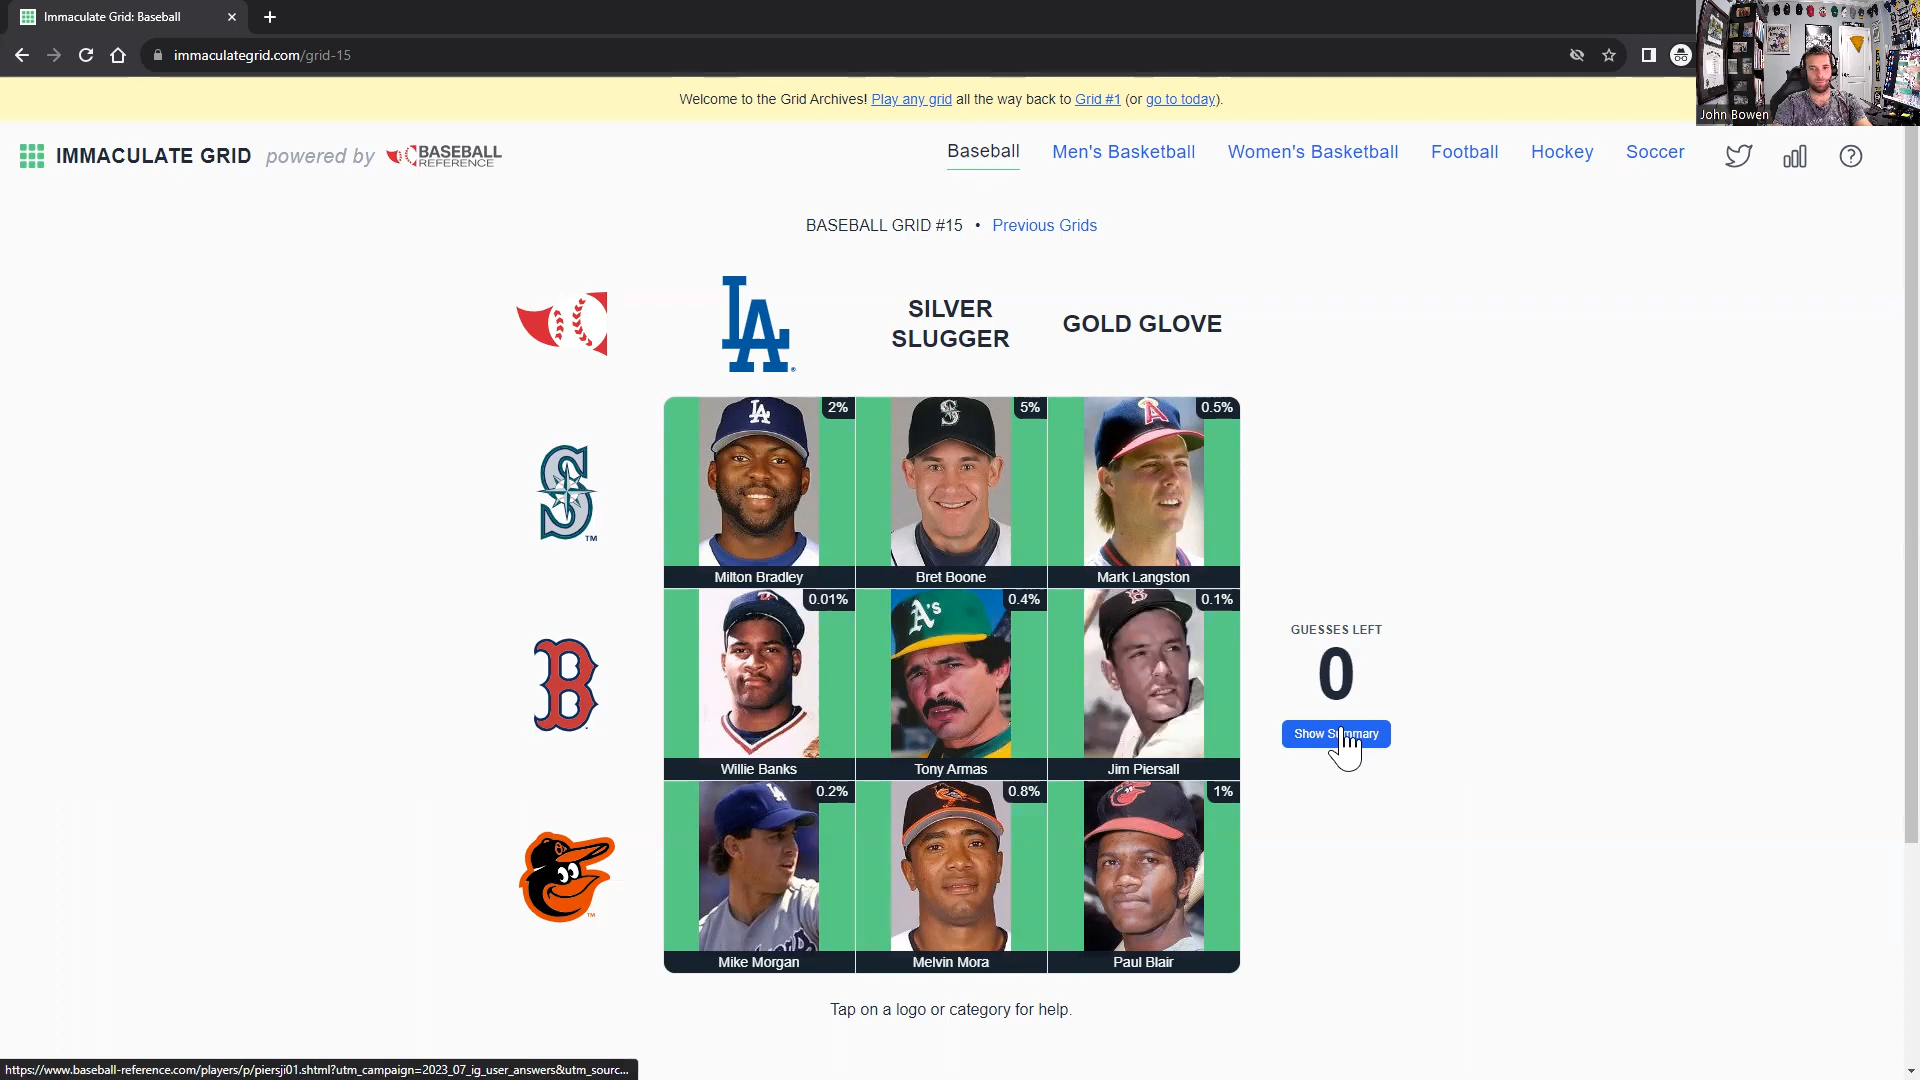 Immaculate Grid: Baseball
immaculategrid.com/grid-15
John Bowen
Welcome to the Grid Archives! Play any grid all the way back to Grid #1 (or go to today).
IMMACULATE GRID powered by BASEBALL REFERENCE
Baseball Men's Basketball Women's Basketball Football Hockey Soccer
BASEBALL GRID #15 • Previous Grids
LA
SILVER SLUGGER
GOLD GLOVE
S
2%
5%
0.5%
Milton Bradley
Bret Boone
Mark Langston
B
0.01%
0.4%
0.1%
A's
Willie Banks
Tony Armas
Jim Piersall
0.2%
0.8%
1%
Mike Morgan
Melvin Mora
Paul Blair
GUESSES LEFT
0
Show Summary
Tap on a logo or category for help.
https://www.baseball-reference.com/players/p/piersji01.shtml?utm_campaign=2023_07_ig_user_answers&utm_sourc...